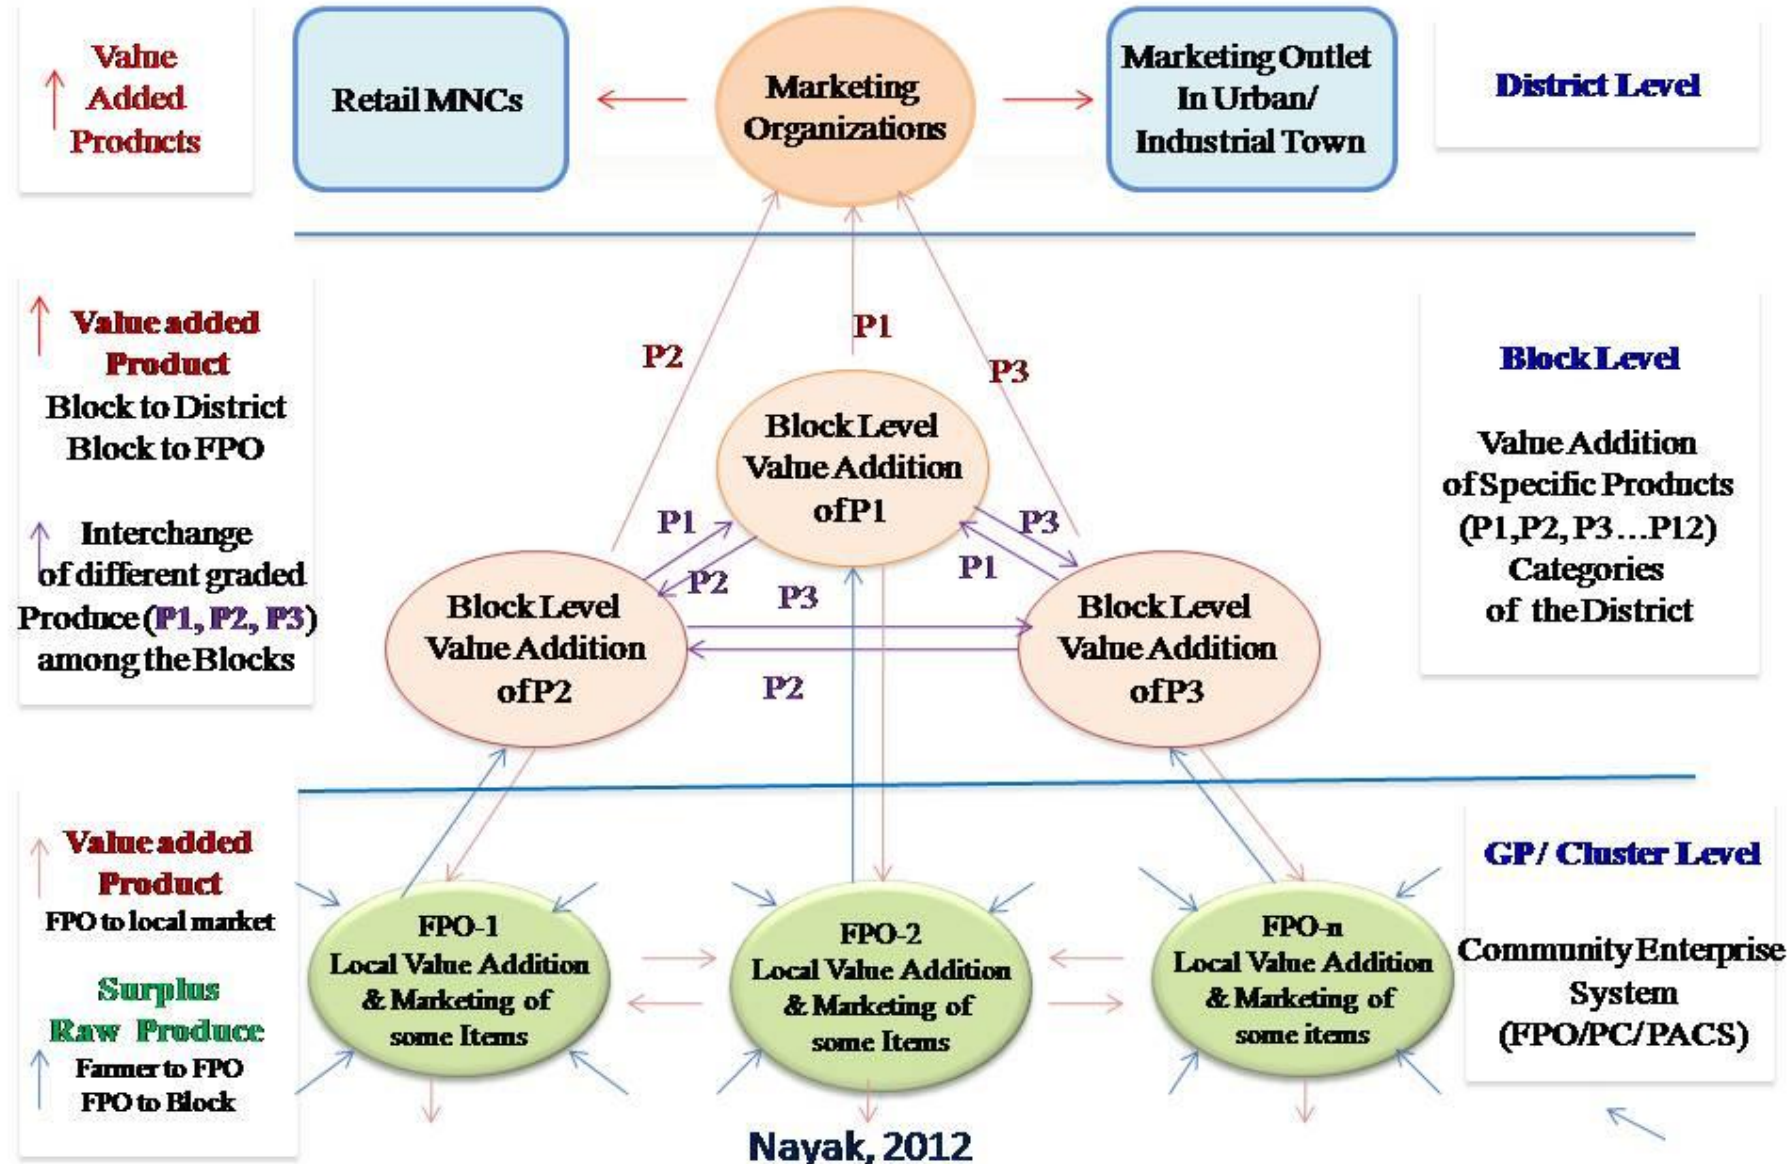 Value
Added
Products
Retail MNCs
Marketing
Organizations
Marketing Outlet
In Urban/
Industrial Town
District Level
Value added
Product
Block to District
Block to FPO
Interchange
of different graded
Produce (P1, P2, P3)
among the Blocks
P2
P1
P3
Block Level
Value Addition
of P1
P1
P2
P3
P1
P3
P2
Block Level
Value Addition
of P2
Block Level
Value Addition
of P3
Block Level
Value Addition
of Specific Products
(P1,P2, P3...P12)
Categories
of the District
Value added
Product
FPO to local market
Surplus
Raw Produce
Farmer to FPO
FPO to Block
FPO-1
Local Value Addition
& Marketing of
some Items
FPO-2
Local Value Addition
& Marketing of
some Items
FPO-n
Local Value Addition
& Marketing of
some items
GP/ Cluster Level
Community Enterprise
System
(FPO/PC/PACS)
Nayak, 2012